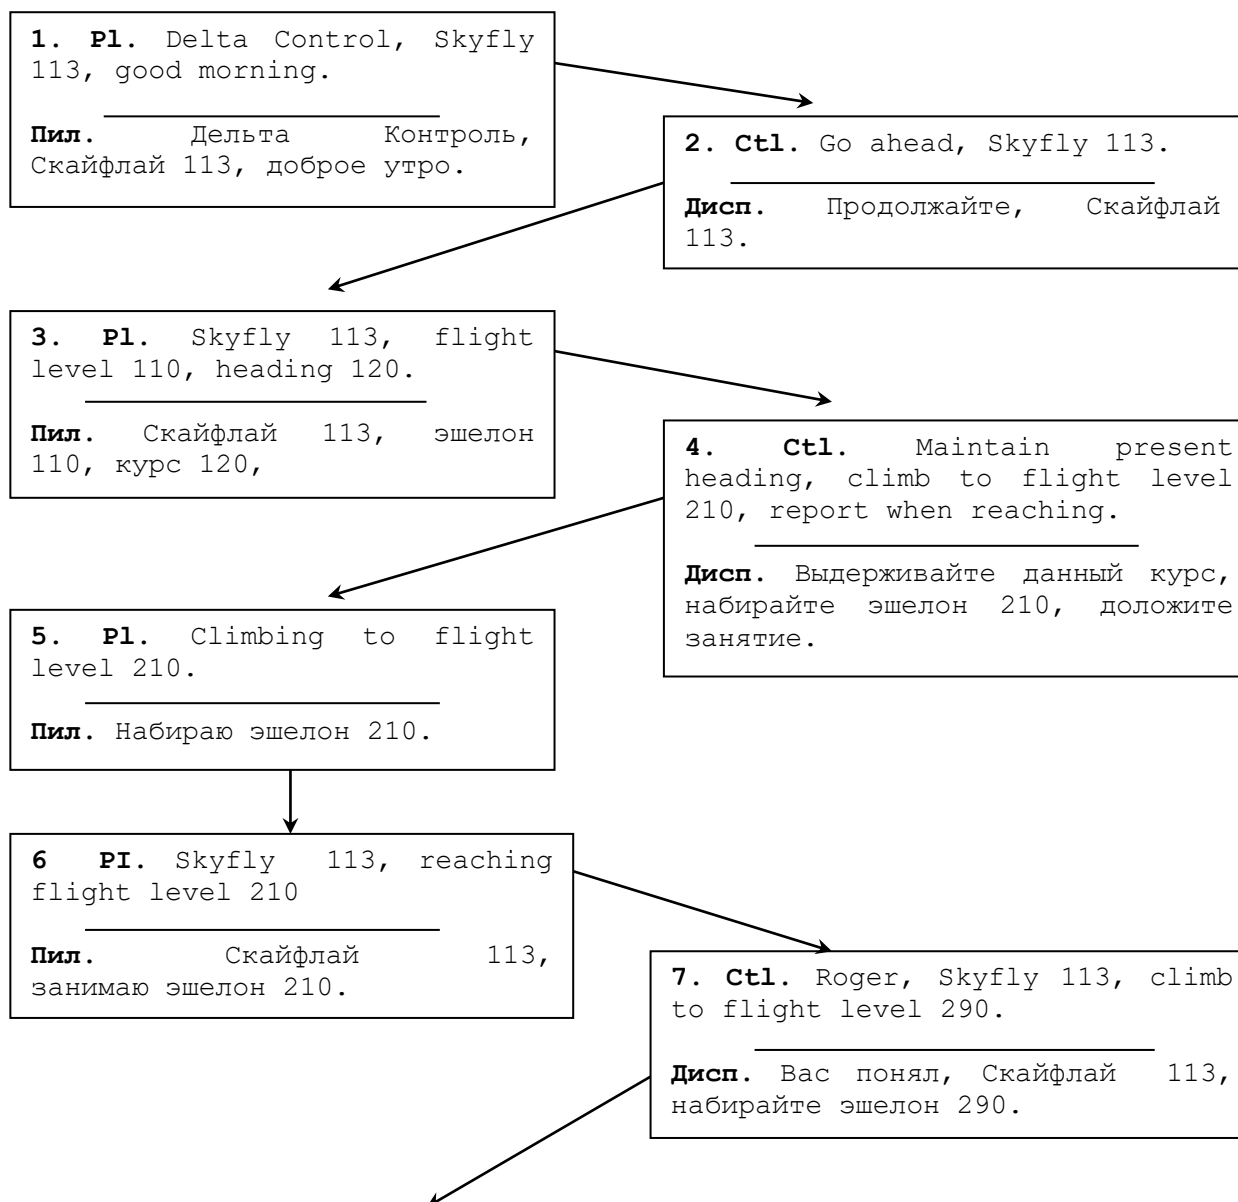 1. Pl. Delta Control, Skyfly
113, good morning.
Пил. Дельта Контроль,
Скайфлай 113, доброе утро.
2. Ctl. Go ahead, Skyfly 113.
Дисп. Продолжайте, Скайфлай
113.
3. Pl. Skyfly 113, flight
level 110, heading 120.
Пил. Скайфлай 113, эшелон
110, курс 120,
4. Ctl. Maintain present
heading, climb to flight level
210, report when reaching.
Дисп. Выдерживайте данный курс,
набирайте эшелон 210, доложите
занятие.
5. Pl. Climbing to flight
level 210.
Пил. Набираю эшелон 210.
6 PI. Skyfly 113, reaching
flight level 210
Пил. Скайфлай 113,
занимаю эшелон 210.
7. Ctl. Roger, Skyfly 113, climb
to flight level 290.
Дисп. Вас понял, Скайфлай 113,
набирайте эшелон 290.